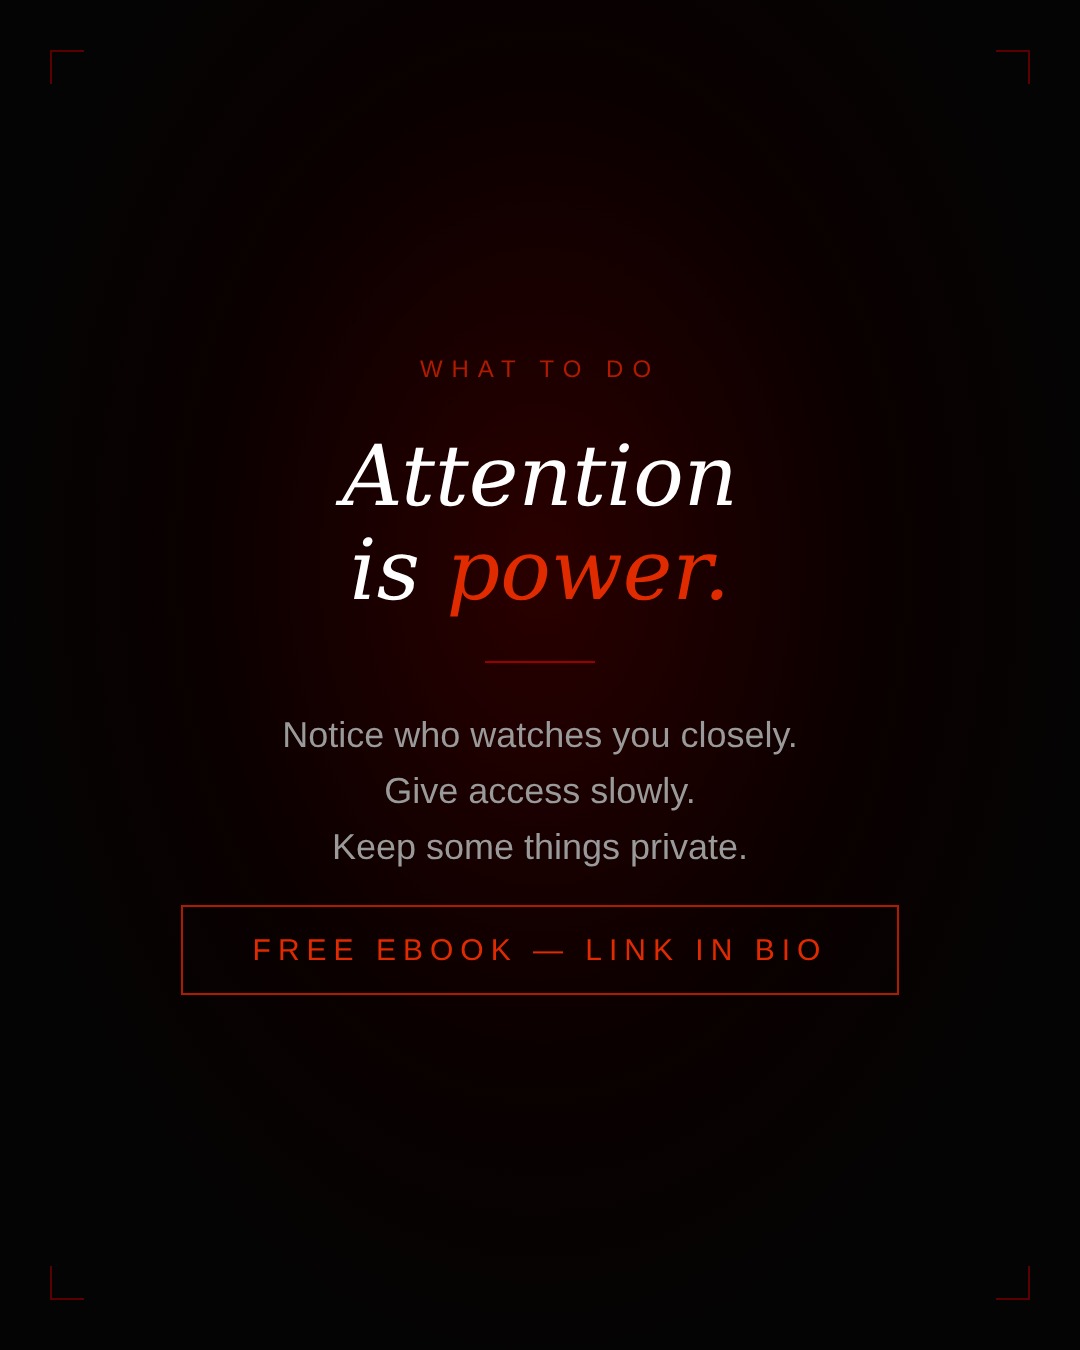 WHAT TO DO
Attention
is power.
Notice who watches you closely.
Give access slowly.
Keep some things private.
FREE EBOOK — LINK IN BIO